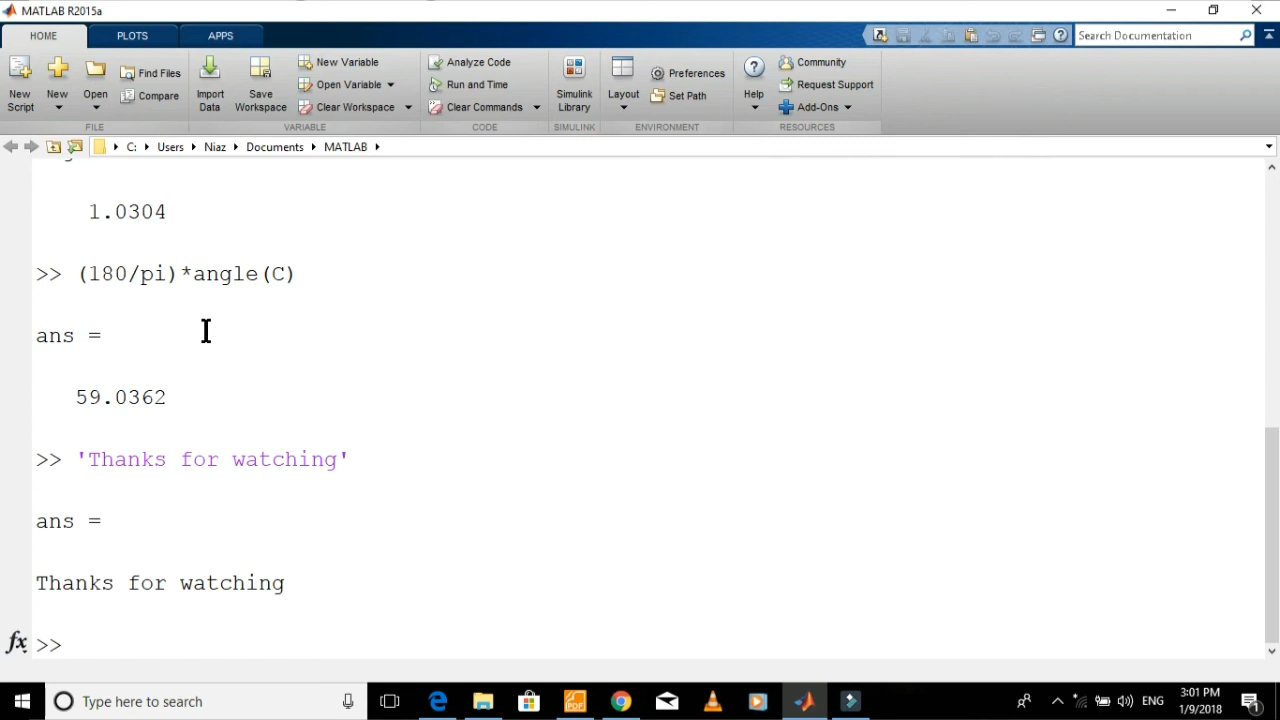 MATLAB R2015a
HOME PLOTS APPS Search Documentation
New Script New Open Find Files Compare Import Data Save Workspace New Variable Open Variable Clear Workspace Analyze Code Run and Time Clear Commands Simulink Library Layout Preferences Set Path Help Community Request Support Add-Ons
FILE VARIABLE CODE SIMULINK ENVIRONMENT RESOURCES
C: Users Niaz Documents MATLAB
1.0304
>> (180/pi)*angle(C)
ans =
59.0362
>> 'Thanks for watching'
ans =
Thanks for watching
fx >>
Type here to search ENG 3:01 PM
1/9/2018 1